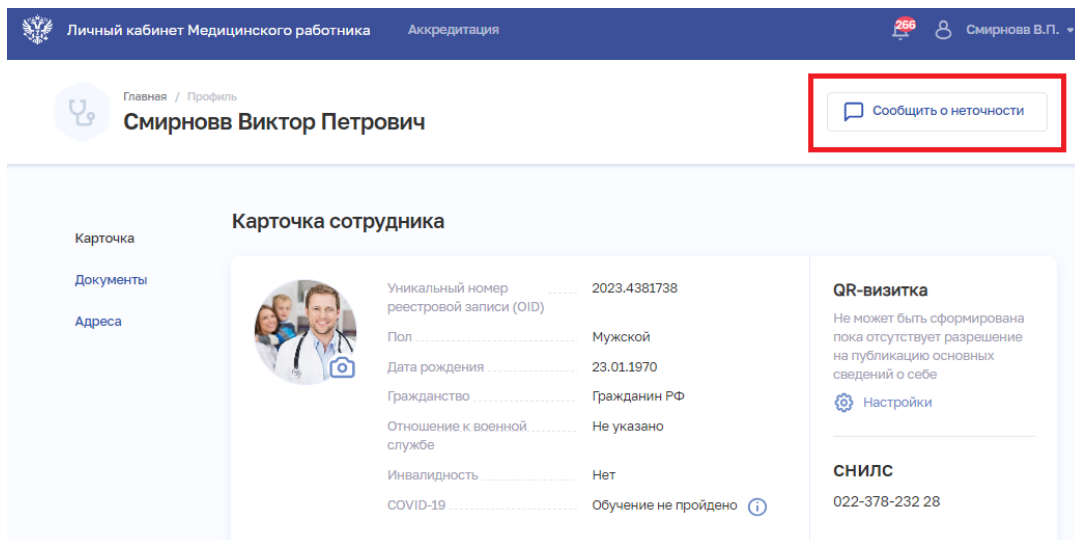 Личный кабинет Медицинского работника Аккредитация 266 Смирновв В.П.
Главная / Профиль
Смирновв Виктор Петрович
Сообщить о неточности
Карточка
Документы
Адреса
Карточка сотрудника
Уникальный номер реестровой записи (OID) 2023.4381738
Пол Мужской
Дата рождения 23.01.1970
Гражданство Гражданин РФ
Отношение к военной службе Не указано
Инвалидность Нет
COVID-19 Обучение не пройдено
QR-визитка
Не может быть сформирована
пока отсутствует разрешение
на публикацию основных
сведений о себе
Настройки
СНИЛС
022-378-232 28